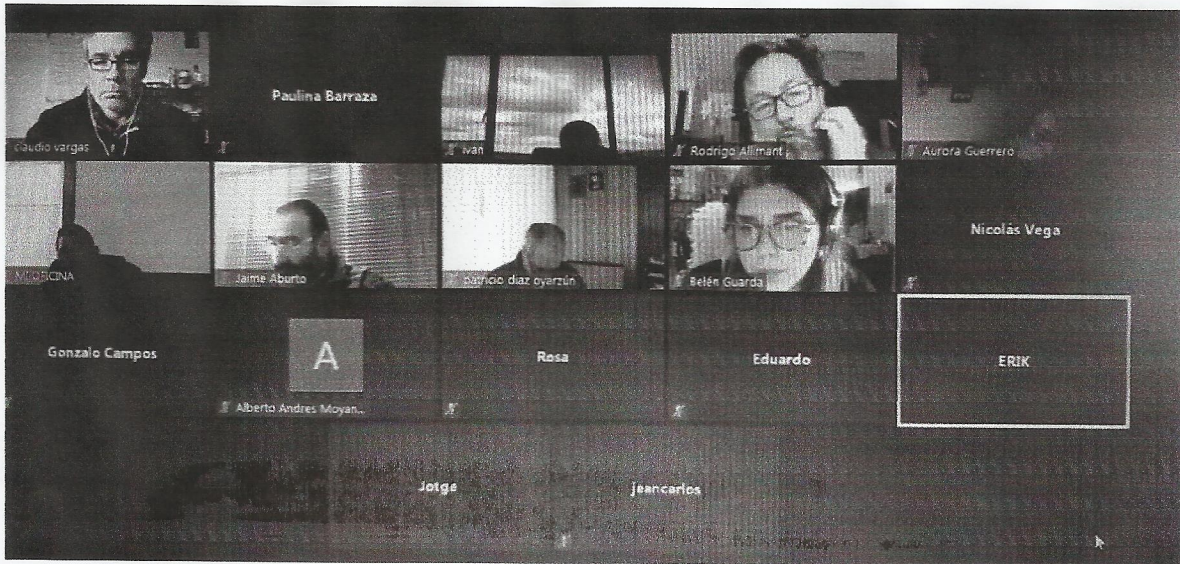 claudio vargas
Paulina Barraza
Ivan
Rodrigo Allimant
Aurora Guerrero
Jaime Aburto
patricio diaz oyarzún
Belén Guarda
Nicolás Vega
Gonzalo Campos
A
Alberto Andres Moyan...
Rosa
Eduardo
ERIK
Jotge
Jeancarlos